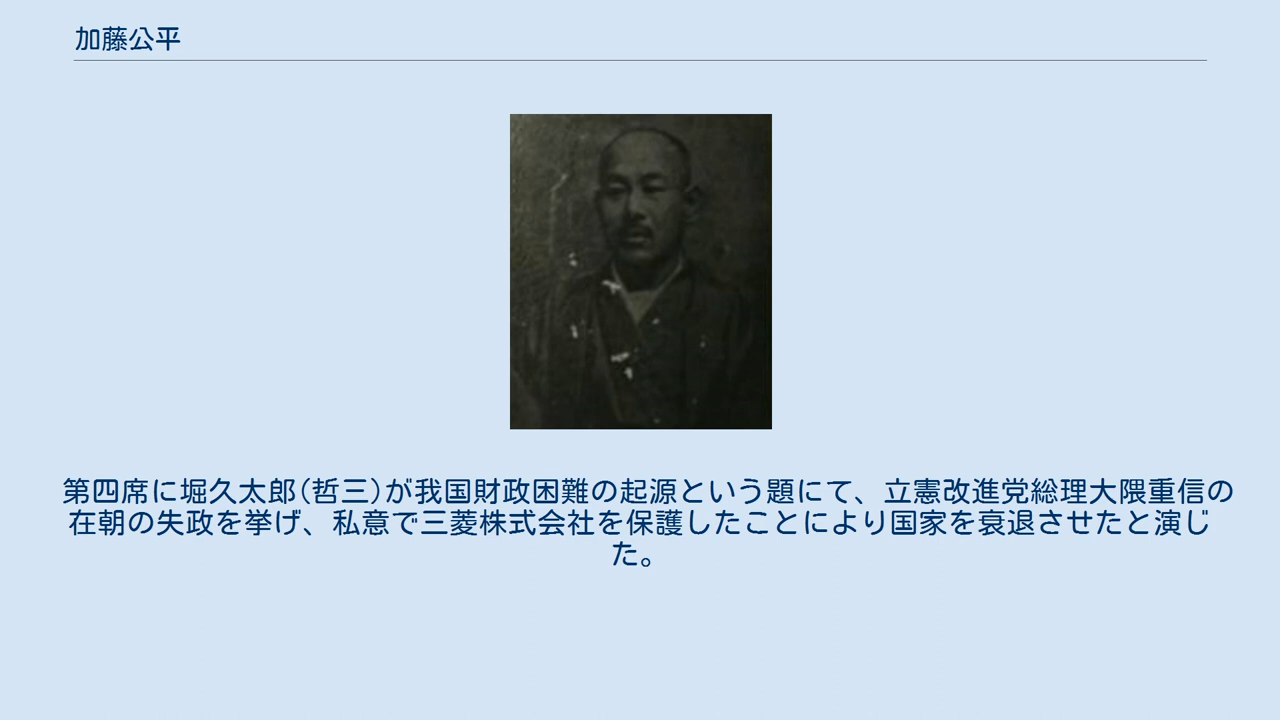 加藤公平
第四席に堀久太郎(哲三)が我国財政困難の起源という題にて、立憲改進党総理大隈重信の
在朝の失政を挙げ、私意で三菱株式会社を保護したことにより国家を衰退させたと演じ
た。